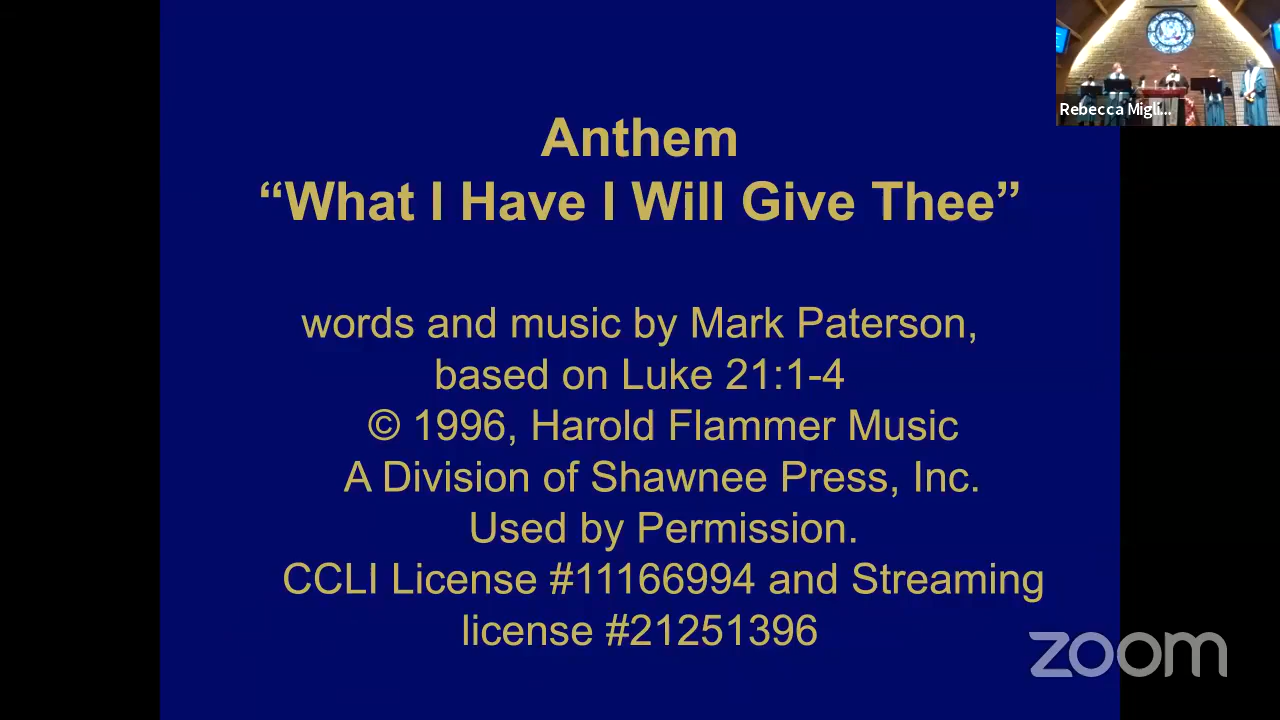 Anthem
“What I Have I Will Give Thee”
words and music by Mark Paterson,
based on Luke 21:1-4
© 1996, Harold Flammer Music
A Division of Shawnee Press, Inc.
Used by Permission.
CCLI License #11166994 and Streaming
license #21251396
Rebecca Migli...
zoom